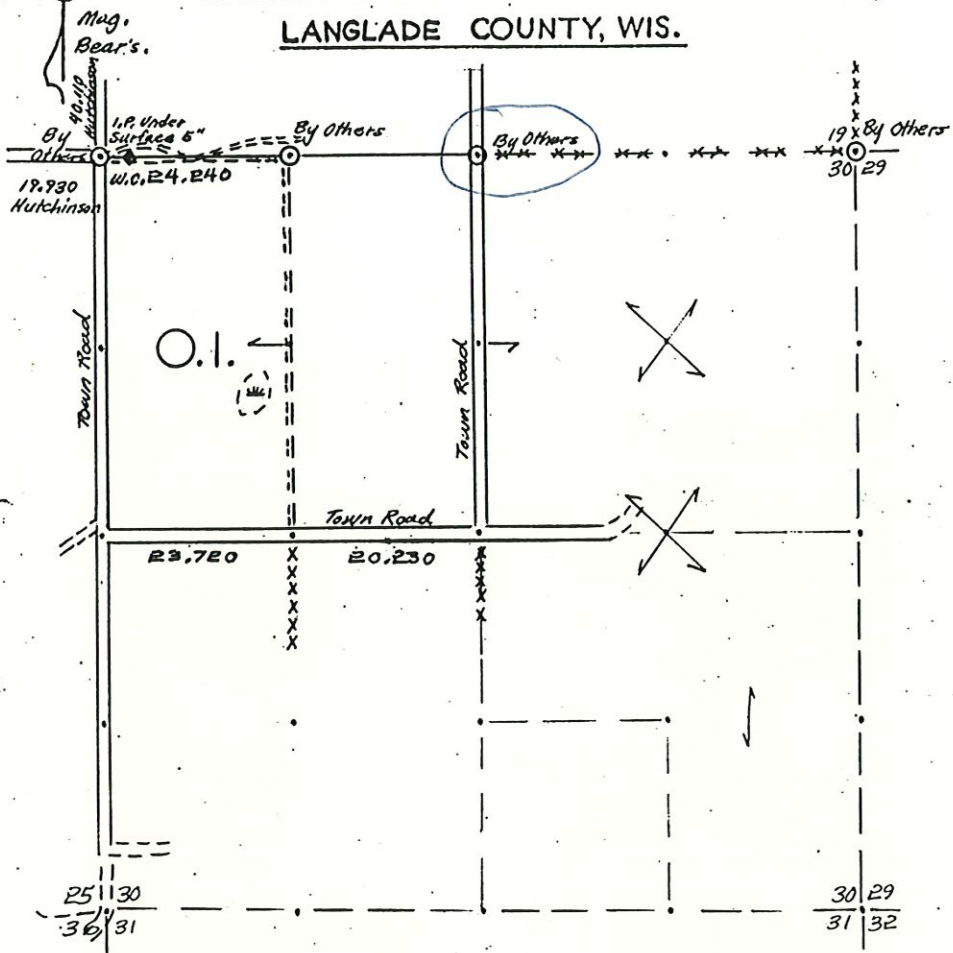 LANGLADE COUNTY, WIS.
Mag.
Bear's.
40.110
Hutchinson
By
Others
I.P. Under
Surface 5"
By Others
By Others
19 By Others
30 29
W.C. 24.240
19.930
Hutchinson
Town Road
O.I.
Town Road
Town Road
23.720 20.230
25 30
36 31
30 29
31 32